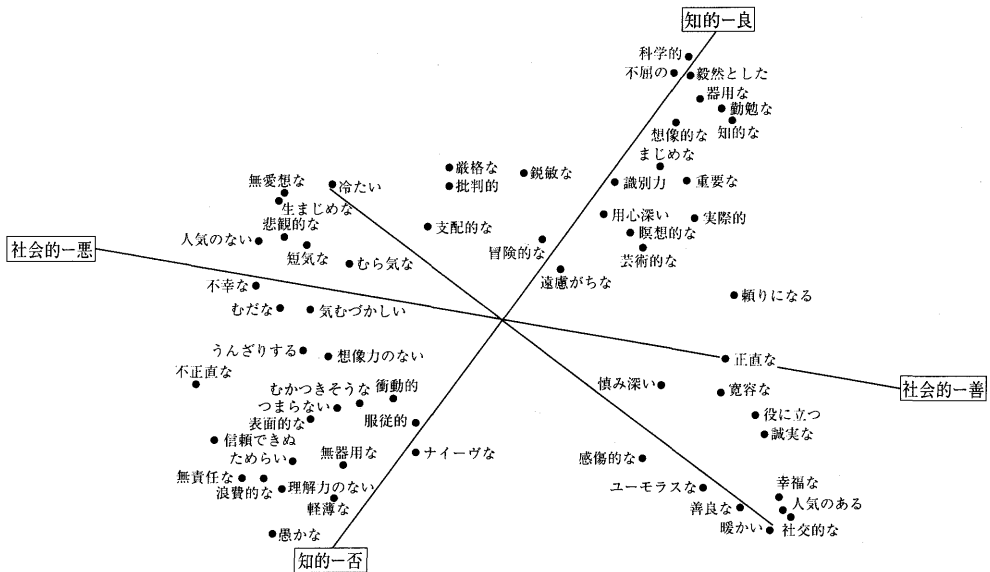 知的ー良
科学的
不屈の
毅然とした
器用な
勤勉な
想像的な
知的な
まじめな
厳格な
鋭敏な
無愛想な
冷たい
批判的
識別力
重要な
生まじめな
支配的な
用心深い
実際的
悲観的な
人気のない
冒険的な
瞑想的な
社会的ー悪
短気な
むら気な
芸術的な
遠慮がちな
不幸な
頼りになる
むだな
気むづかしい
うんざりする
想像力のない
正直な
不正直な
むかつきそうな
衝動的
慎み深い
寛容な
社会的ー善
つまらない
表面的な
服従的
役に立つ
信頼できぬ
誠実な
ためらい
無器用な
ナイーヴな
感傷的な
無責任な
浪費的な
理解力のない
ユーモラスな
幸福な
軽薄な
善良な
人気のある
愚かな
暖かい
社交的な
知的ー否